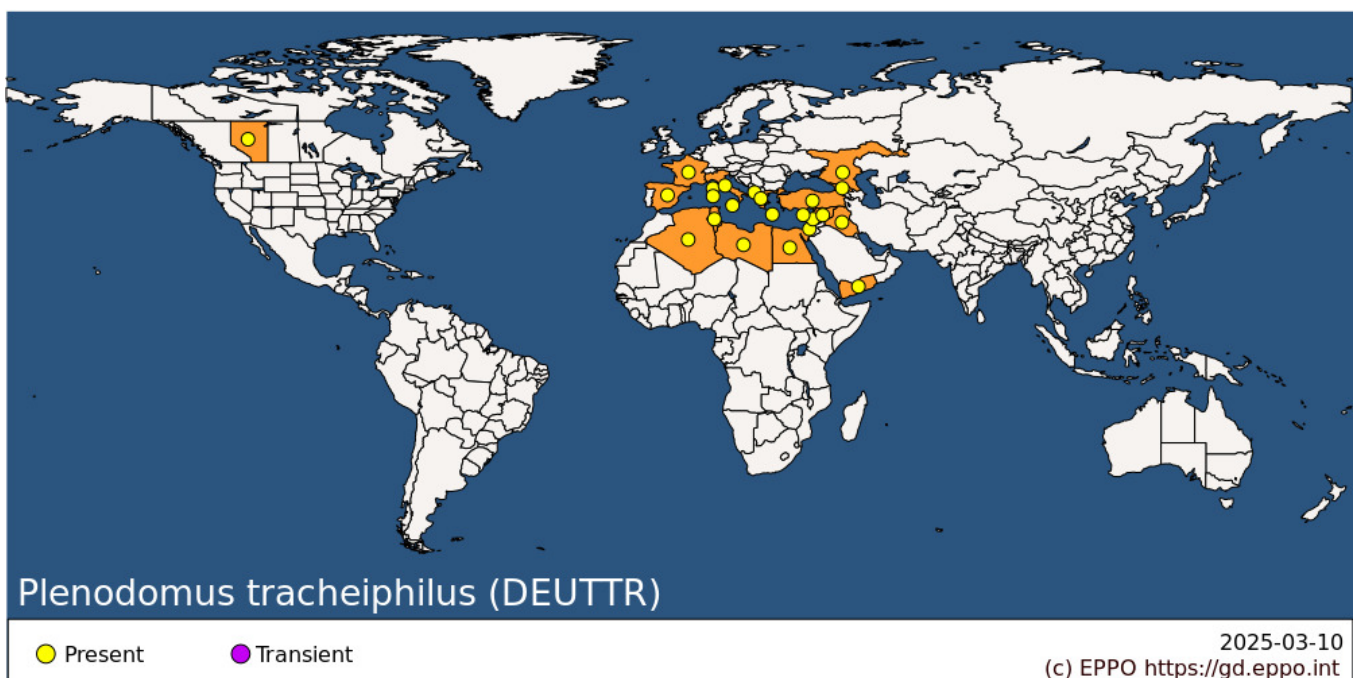 Plenodomus tracheiphilus (DEUTTR)
Present
Transient
2025-03-10
(c) EPPO https://gd.eppo.int